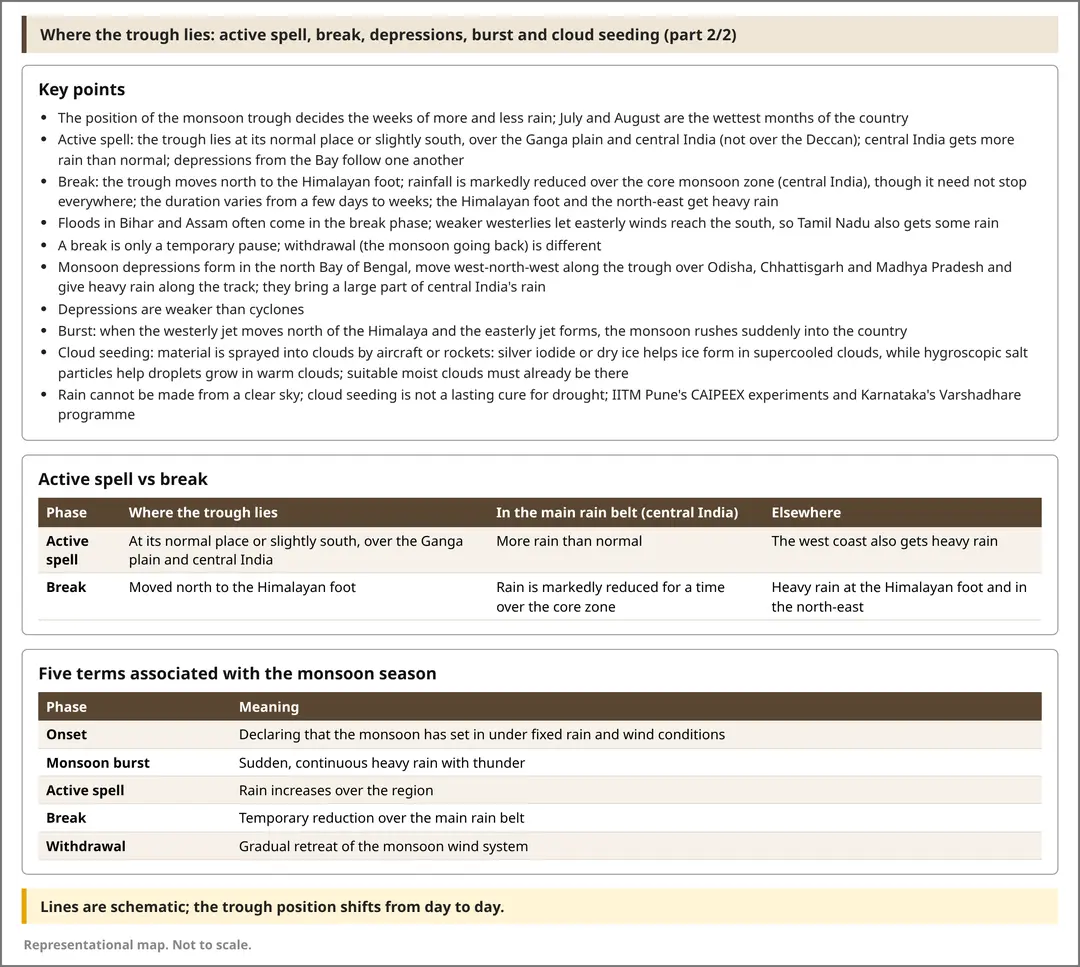 Where the trough lies: active spell, break, depressions, burst and cloud seeding (part 2/2)
Key points
• The position of the monsoon trough decides the weeks of more and less rain; July and August are the wettest months of the country
• Active spell: the trough lies at its normal place or slightly south, over the Ganga plain and central India (not over the Deccan); central India gets more
rain than normal; depressions from the Bay follow one another
• Break: the trough moves north to the Himalayan foot; rainfall is markedly reduced over the core monsoon zone (central India), though it need not stop
everywhere; the duration varies from a few days to weeks; the Himalayan foot and the north-east get heavy rain
• Floods in Bihar and Assam often come in the break phase; weaker westerlies let easterly winds reach the south, so Tamil Nadu also gets some rain
• A break is only a temporary pause; withdrawal (the monsoon going back) is different
• Monsoon depressions form in the north Bay of Bengal, move west-north-west along the trough over Odisha, Chhattisgarh and Madhya Pradesh and
give heavy rain along the track; they bring a large part of central India's rain
• Depressions are weaker than cyclones
• Burst: when the westerly jet moves north of the Himalaya and the easterly jet forms, the monsoon rushes suddenly into the country
• Cloud seeding: material is sprayed into clouds by aircraft or rockets: silver iodide or dry ice helps ice form in supercooled clouds, while hygroscopic salt
particles help droplets grow in warm clouds; suitable moist clouds must already be there
• Rain cannot be made from a clear sky; cloud seeding is not a lasting cure for drought; IITM Pune's CAIPEEX experiments and Karnataka's Varshadhare
programme
Active spell vs break
Phase Where the trough lies In the main rain belt (central India) Elsewhere
Active At its normal place or slightly south, over the Ganga More rain than normal The west coast also gets heavy rain
spell plain and central India
Break Moved north to the Himalayan foot Rain is markedly reduced for a time Heavy rain at the Himalayan foot and in
over the core zone the north-east
Five terms associated with the monsoon season
Phase Meaning
Onset Declaring that the monsoon has set in under fixed rain and wind conditions
Monsoon burst Sudden, continuous heavy rain with thunder
Active spell Rain increases over the region
Break Temporary reduction over the main rain belt
Withdrawal Gradual retreat of the monsoon wind system
Lines are schematic; the trough position shifts from day to day.
Representational map. Not to scale.